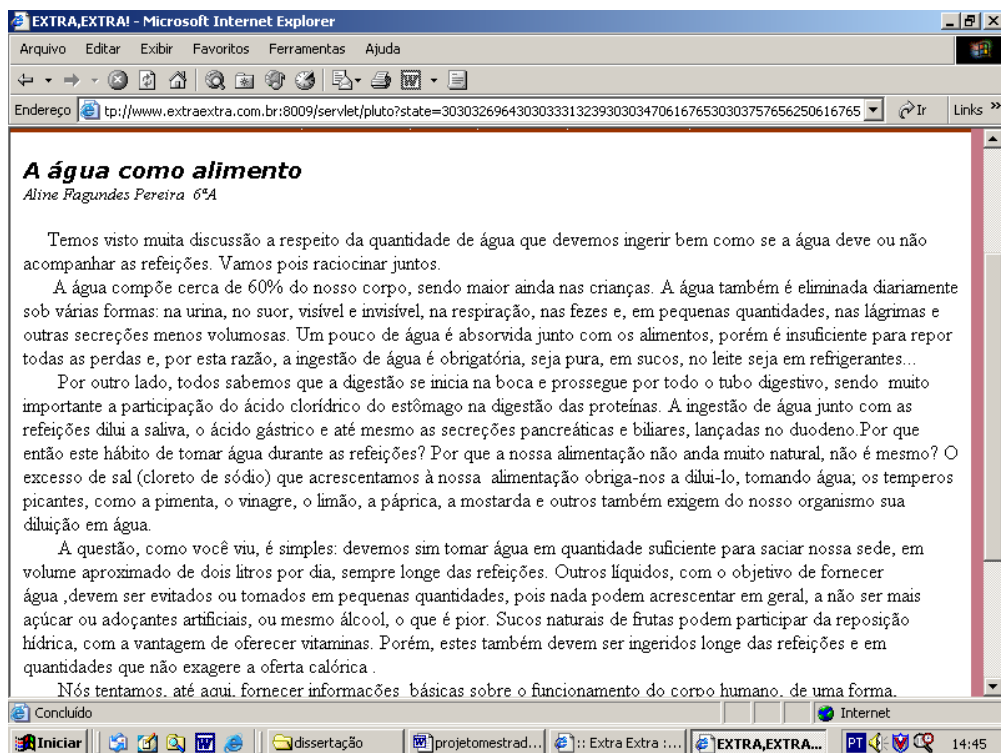 EXTRA,EXTRA! - Microsoft Internet Explorer
Arquivo Editar Exibir Favoritos Ferramentas Ajuda
Endereço tp://www.extraextra.com.br:8009/servlet/pluto?state=3030326964303033313239303034706167653030375765625061 6765 Ir Links »
A água como alimento
Aline Fagundes Pereira 6ªA
Temos visto muita discussão a respeito da quantidade de água que devemos ingerir bem como se a água deve ou não
acompanhar as refeições. Vamos pois raciocinar juntos.
A água compõe cerca de 60% do nosso corpo, sendo maior ainda nas crianças. A água também é eliminada diariamente
sob várias formas: na urina, no suor, visível e invisível, na respiração, nas fezes e, em pequenas quantidades, nas lágrimas e
outras secreções menos volumosas. Um pouco de água é absorvida junto com os alimentos, porém é insuficiente para repor
todas as perdas e, por esta razão, a ingestão de água é obrigatória, seja pura, em sucos, no leite seja em refrigerantes...
Por outro lado, todos sabemos que a digestão se inicia na boca e prossegue por todo o tubo digestivo, sendo muito
importante a participação do ácido clorídrico do estômago na digestão das proteínas. A ingestão de água junto com as
refeições dilui a saliva, o ácido gástrico e até mesmo as secreções pancreáticas e biliares, lançadas no duodeno.Por que
então este hábito de tomar água durante as refeições? Por que a nossa alimentação não anda muito natural, não é mesmo? O
excesso de sal (cloreto de sódio) que acrescentamos à nossa alimentação obriga-nos a dilui-lo, tomando água; os temperos
picantes, como a pimenta, o vinagre, o limão, a páprica, a mostarda e outros também exigem do nosso organismo sua
diluição em água.
A questão, como você viu, é simples: devemos sim tomar água em quantidade suficiente para saciar nossa sede, em
volume aproximado de dois litros por dia, sempre longe das refeições. Outros líquidos, com o objetivo de fornecer
água ,devem ser evitados ou tomados em pequenas quantidades, pois nada podem acrescentar em geral, a não ser mais
açúcar ou adoçantes artificiais, ou mesmo álcool, o que é pior. Sucos naturais de frutas podem participar da reposição
hídrica, com a vantagem de oferecer vitaminas. Porém, estes também devem ser ingeridos longe das refeições e em
quantidades que não exagere a oferta calórica .
Nós tentamos, até aqui, fornecer informações básicas sobre o funcionamento do corpo humano, de uma forma,
Concluído Internet
Iniciar dissertação projetomestrad... :: Extra Extra :... EXTRA,EXTRA... PT 14:45